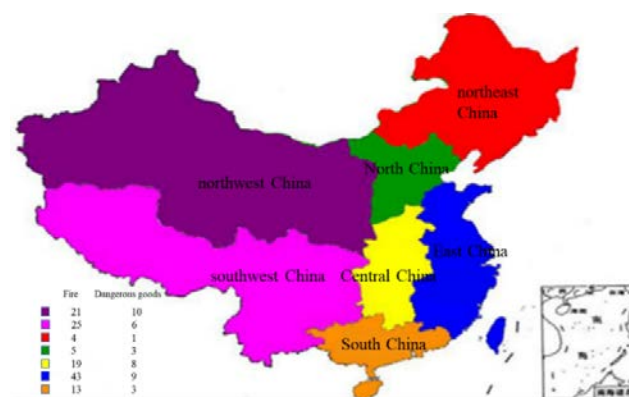 northeast
China
North China
northwest China
East China
southwest China
Central China
South China
Fire Dangerous goods
21 10
25 6
4 1
5 3
19 8
43 9
13 3